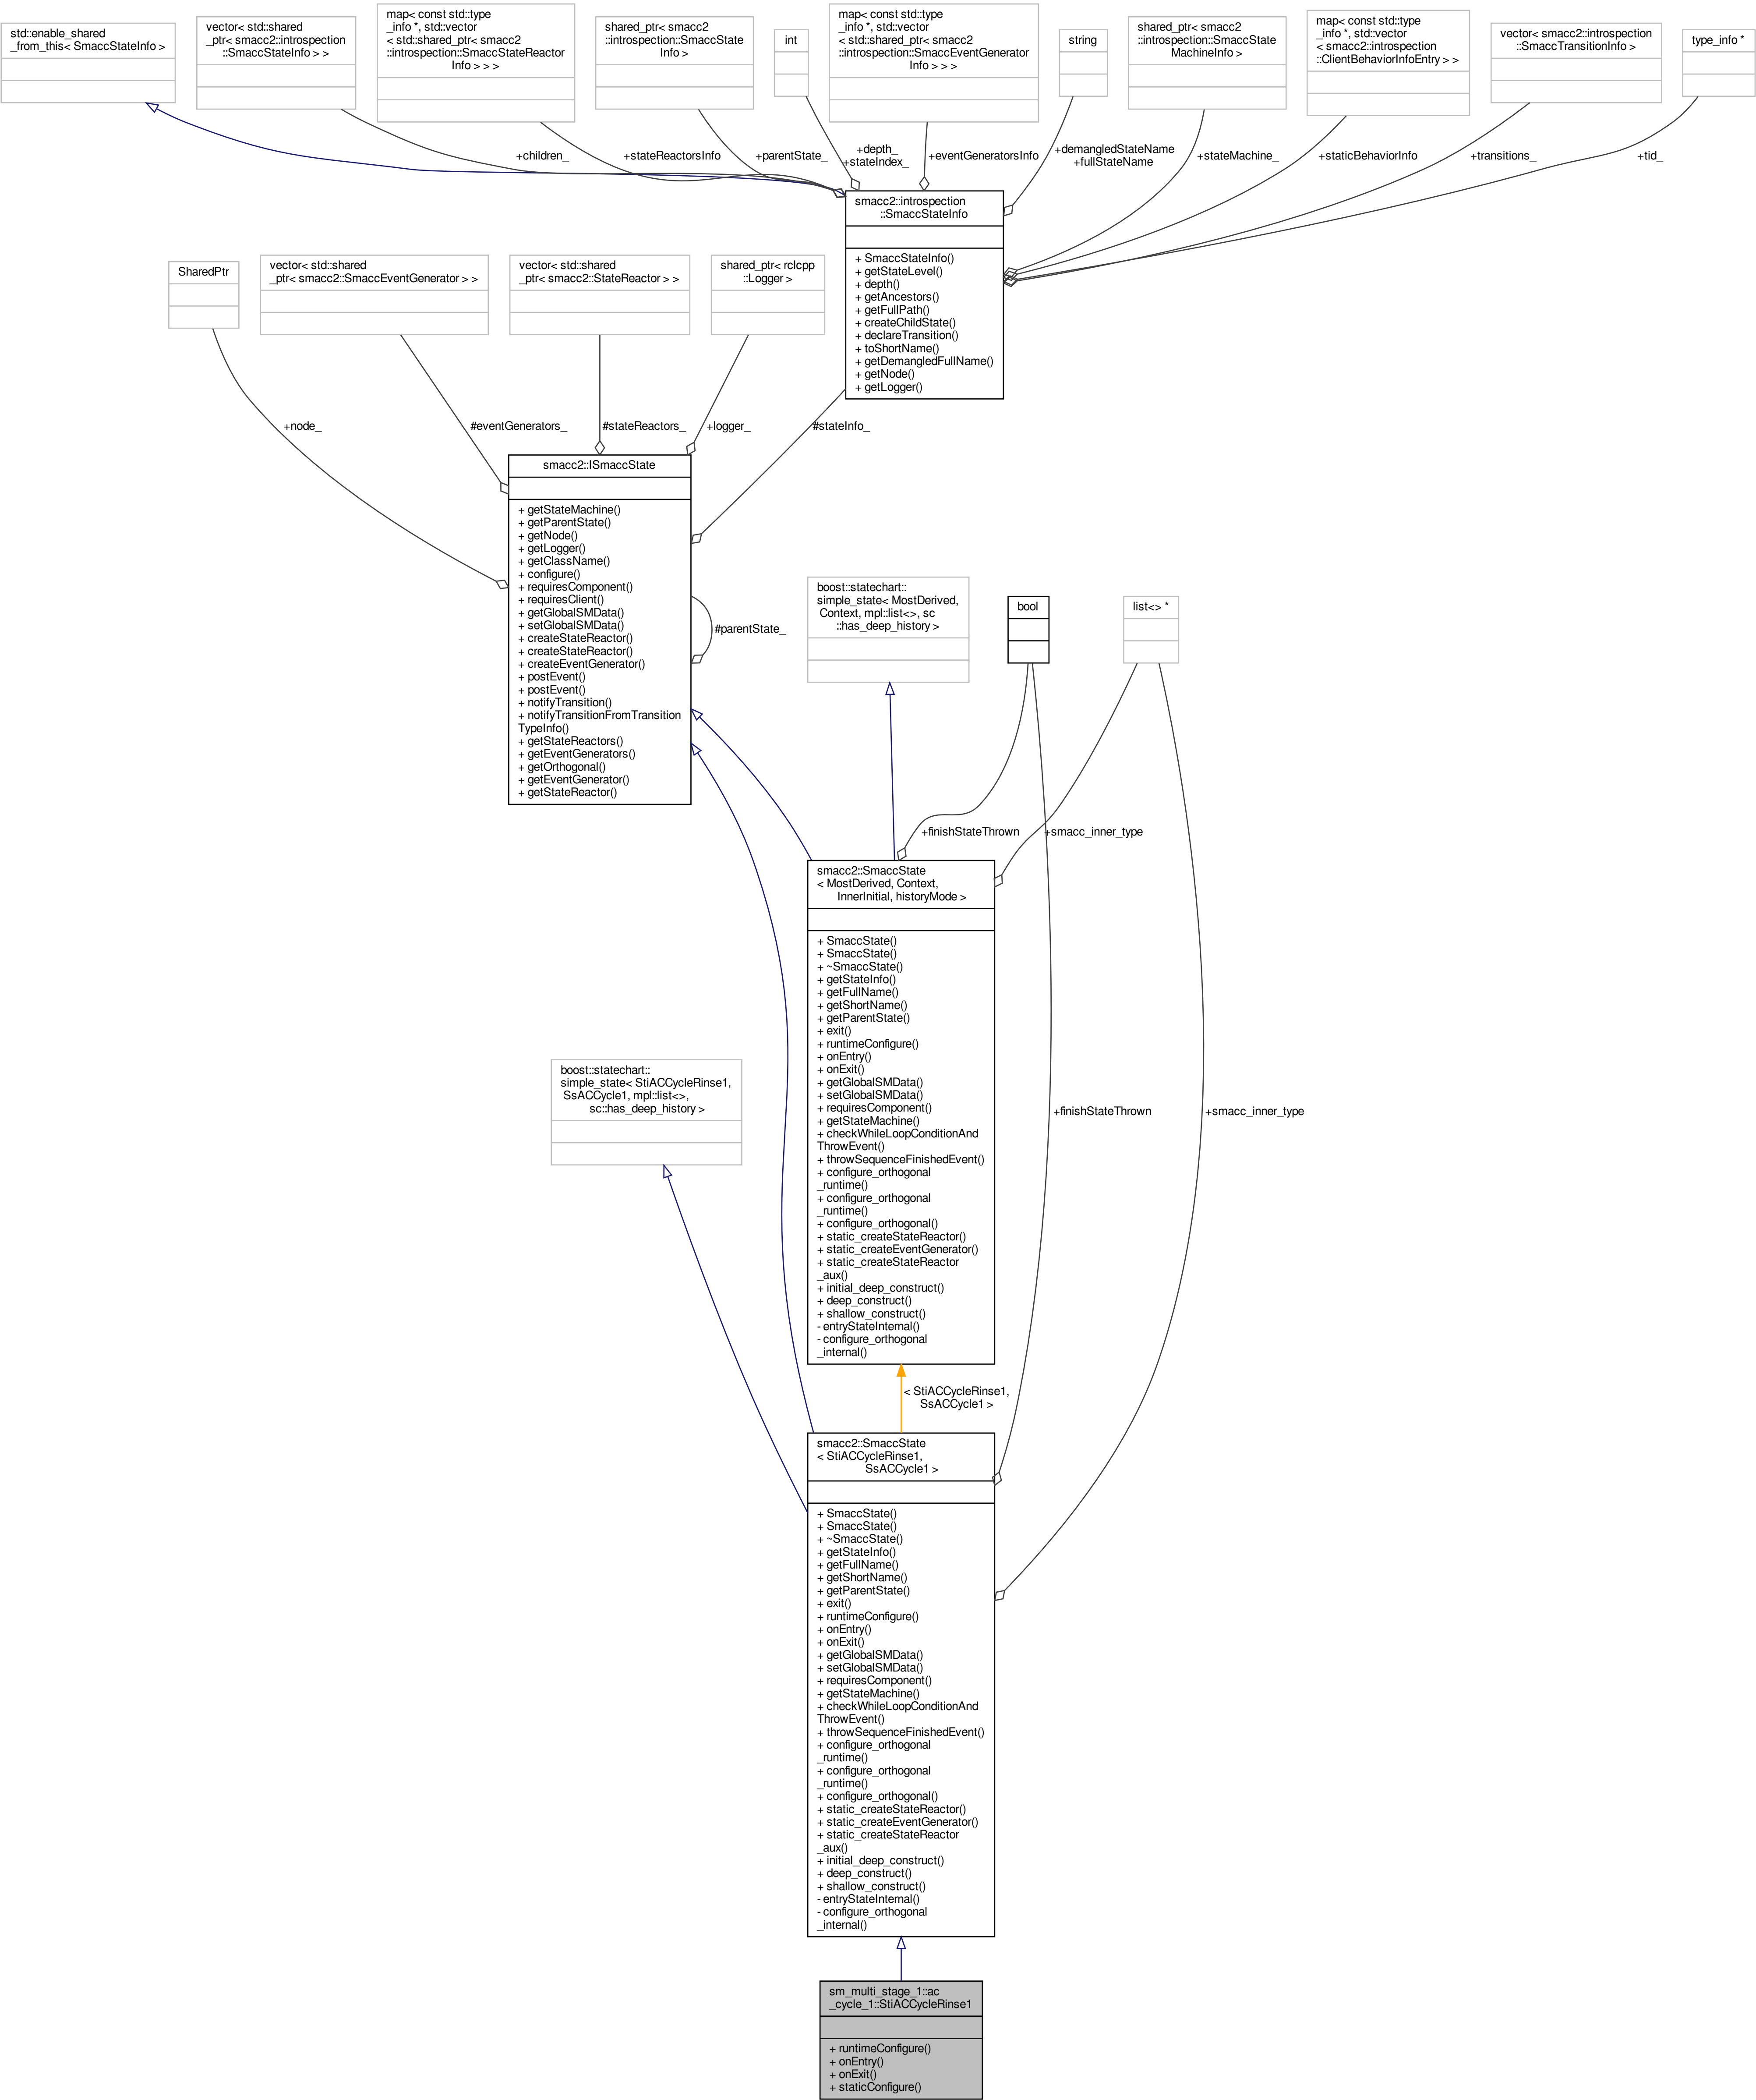 std::enable_shared
_from_this< SmaccStateInfo >
vector< std::shared
_ptr< smacc2::introspection
::SmaccStateInfo > >
map< const std::type
_info *, std::vector
< std::shared_ptr< smacc2
::introspection::SmaccStateReactor
Info > > >
shared_ptr< smacc2
::introspection::SmaccState
Info >
int
map< const std::type
_info *, std::vector
< std::shared_ptr< smacc2
::introspection::SmaccEventGenerator
Info > > >
string
shared_ptr< smacc2
::introspection::SmaccState
MachineInfo >
map< const std::type
_info *, std::vector
< smacc2::introspection
::ClientBehaviorInfoEntry > >
vector< smacc2::introspection
::SmaccTransitionInfo >
type_info *
+children_
+stateReactorsInfo
+parentState_
+depth_
+stateIndex_
+eventGeneratorsInfo
+demangledStateName
+fullStateName
+stateMachine_
+staticBehaviorInfo
+transitions_
+tid_
smacc2::introspection
::SmaccStateInfo
+ SmaccStateInfo()
+ getStateLevel()
+ depth()
+ getAncestors()
+ getFullPath()
+ createChildState()
+ declareTransition()
+ toShortName()
+ getDemangledFullName()
+ getNode()
+ getLogger()
SharedPtr
vector< std::shared
_ptr< smacc2::SmaccEventGenerator > >
vector< std::shared
_ptr< smacc2::StateReactor > >
shared_ptr< rclcpp
::Logger >
+node_
#eventGenerators_
#stateReactors_
+logger_
#stateInfo_
smacc2::ISmaccState
+ getStateMachine()
+ getParentState()
+ getNode()
+ getLogger()
+ getClassName()
+ configure()
+ requiresComponent()
+ requiresClient()
+ getGlobalSMData()
+ setGlobalSMData()
+ createStateReactor()
+ createStateReactor()
+ createEventGenerator()
+ postEvent()
+ postEvent()
+ notifyTransition()
+ notifyTransitionFromTransition
TypeInfo()
+ getStateReactors()
+ getEventGenerators()
+ getOrthogonal()
+ getEventGenerator()
+ getStateReactor()
#parentState_
boost::statechart::
simple_state< MostDerived,
Context, mpl::list<>, sc
::has_deep_history >
bool
list<> *
+finishStateThrown
+smacc_inner_type
smacc2::SmaccState
< MostDerived, Context,
InnerInitial, historyMode >
+ SmaccState()
+ SmaccState()
+ ~SmaccState()
+ getStateInfo()
+ getFullName()
+ getShortName()
+ getParentState()
+ exit()
+ runtimeConfigure()
+ onEntry()
+ onExit()
+ getGlobalSMData()
+ setGlobalSMData()
+ requiresComponent()
+ getStateMachine()
+ checkWhileLoopConditionAnd
ThrowEvent()
+ throwSequenceFinishedEvent()
+ configure_orthogonal
_runtime()
+ configure_orthogonal
_runtime()
+ configure_orthogonal()
+ static_createStateReactor()
+ static_createEventGenerator()
+ static_createStateReactor
_aux()
+ initial_deep_construct()
+ deep_construct()
+ shallow_construct()
- entryStateInternal()
- configure_orthogonal
_internal()
boost::statechart::
simple_state< StiACCycleRinse1,
SsACCycle1, mpl::list<>,
sc::has_deep_history >
+finishStateThrown
+smacc_inner_type
< StiACCycleRinse1,
SsACCycle1 >
smacc2::SmaccState
< StiACCycleRinse1,
SsACCycle1 >
+ SmaccState()
+ SmaccState()
+ ~SmaccState()
+ getStateInfo()
+ getFullName()
+ getShortName()
+ getParentState()
+ exit()
+ runtimeConfigure()
+ onEntry()
+ onExit()
+ getGlobalSMData()
+ setGlobalSMData()
+ requiresComponent()
+ getStateMachine()
+ checkWhileLoopConditionAnd
ThrowEvent()
+ throwSequenceFinishedEvent()
+ configure_orthogonal
_runtime()
+ configure_orthogonal
_runtime()
+ configure_orthogonal()
+ static_createStateReactor()
+ static_createEventGenerator()
+ static_createStateReactor
_aux()
+ initial_deep_construct()
+ deep_construct()
+ shallow_construct()
- entryStateInternal()
- configure_orthogonal
_internal()
sm_multi_stage_1::ac
_cycle_1::StiACCycleRinse1
+ runtimeConfigure()
+ onEntry()
+ onExit()
+ staticConfigure()